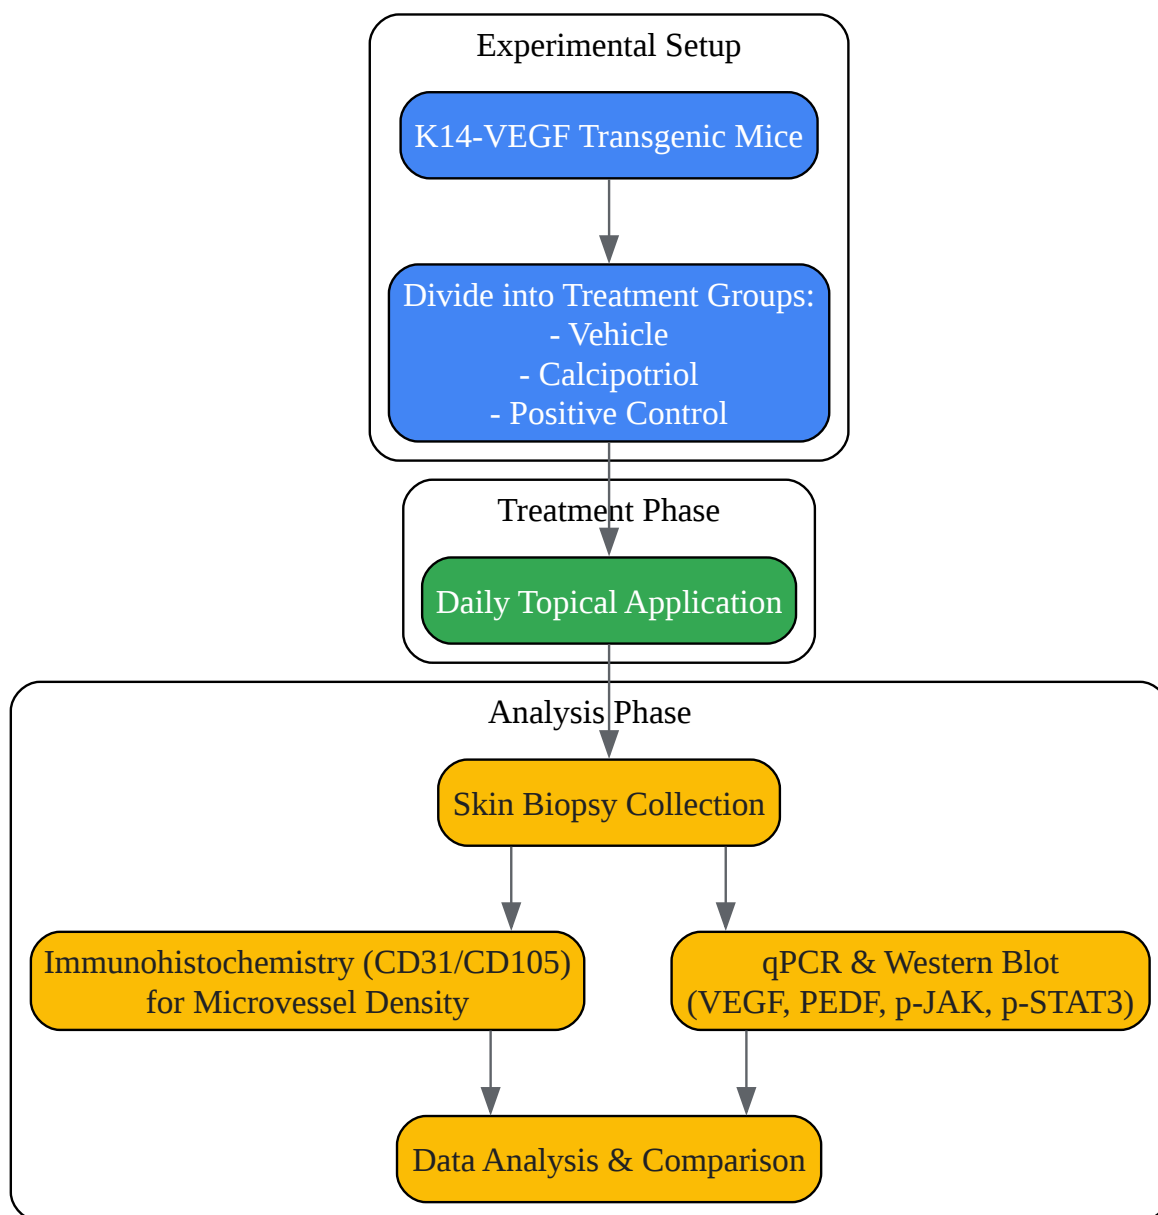 Experimental Setup
K14-VEGF Transgenic Mice
Divide into Treatment Groups:
- Vehicle
- Calcipotriol
- Positive Control
Treatment Phase
Daily Topical Application
Analysis Phase
Skin Biopsy Collection
Immunohistochemistry (CD31/CD105)
for Microvessel Density
qPCR & Western Blot
(VEGF, PEDF, p-JAK, p-STAT3)
Data Analysis & Comparison